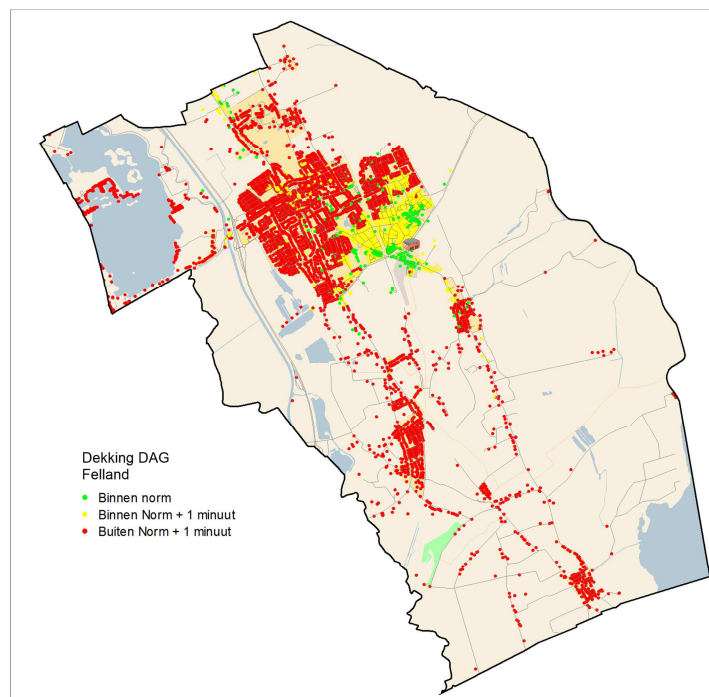 Dekking DAG
Felland
Binnen norm
Binnen Norm + 1 minuut
Buiten Norm + 1 minuut